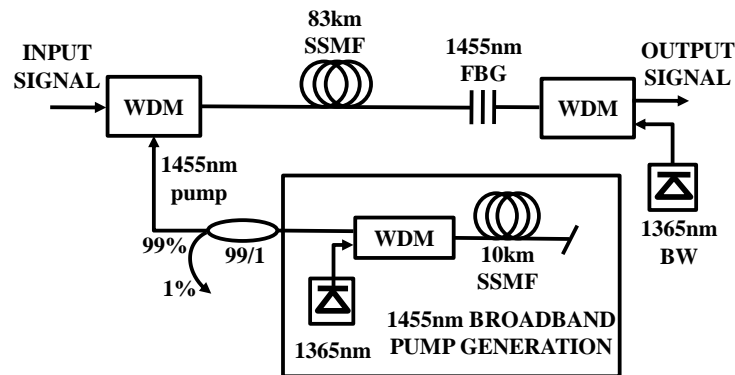 83km
SSMF
1455nm
FBG
INPUT
SIGNAL
OUTPUT
SIGNAL
WDM
WDM
1455nm
pump
99%
99/1
1%
WDM
10km
SSMF
1365nm
1455nm BROADBAND
PUMP GENERATION
1365nm
BW